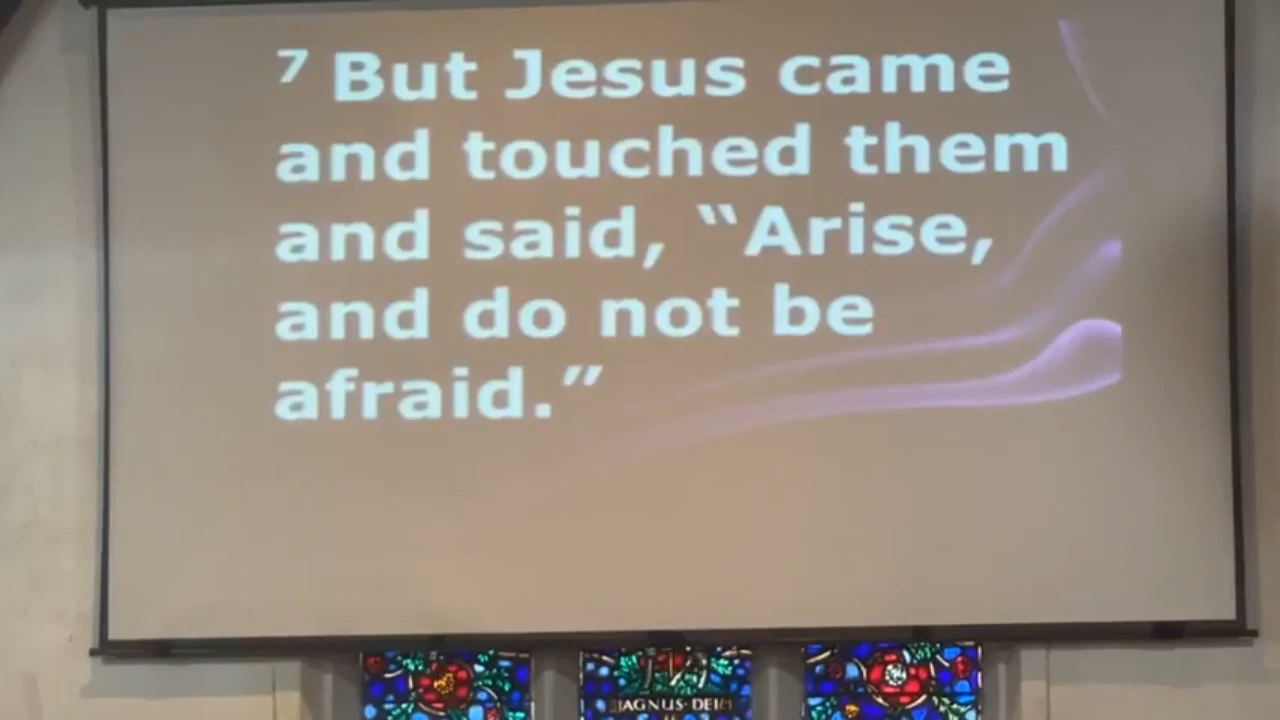 7 But Jesus came
and touched them
and said, “Arise,
and do not be
afraid.”
AGNUS·DEI